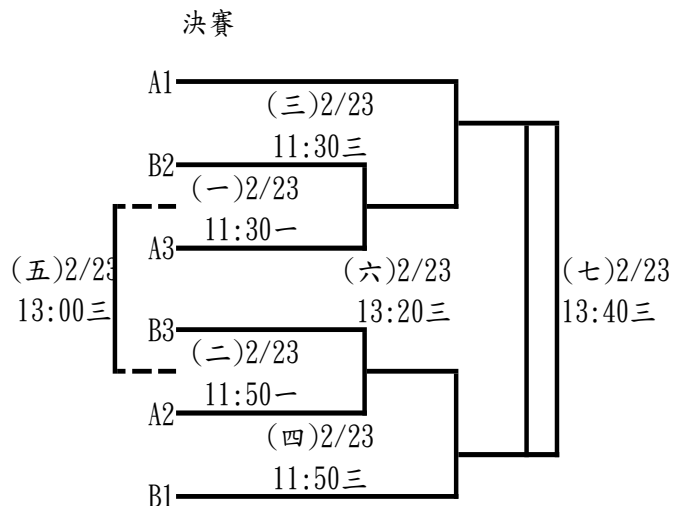 決賽
A1
(三)2/23
11:30三
B2
(一)2/23
11:30一
A3
(五)2/23
13:00三
(六)2/23
13:20三
(七)2/23
13:40三
B3
(二)2/23
11:50一
A2
(四)2/23
11:50三
B1